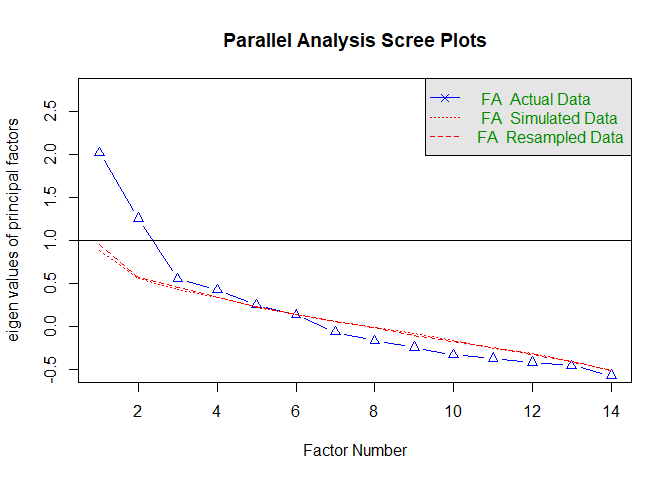 Parallel Analysis Scree Plots
FA Actual Data
FA Simulated Data
FA Resampled Data
eigen values of principal factors
2.5
2.0
1.5
1.0
0.5
0.0
-0.5
2 4 6 8 10 12 14
Factor Number